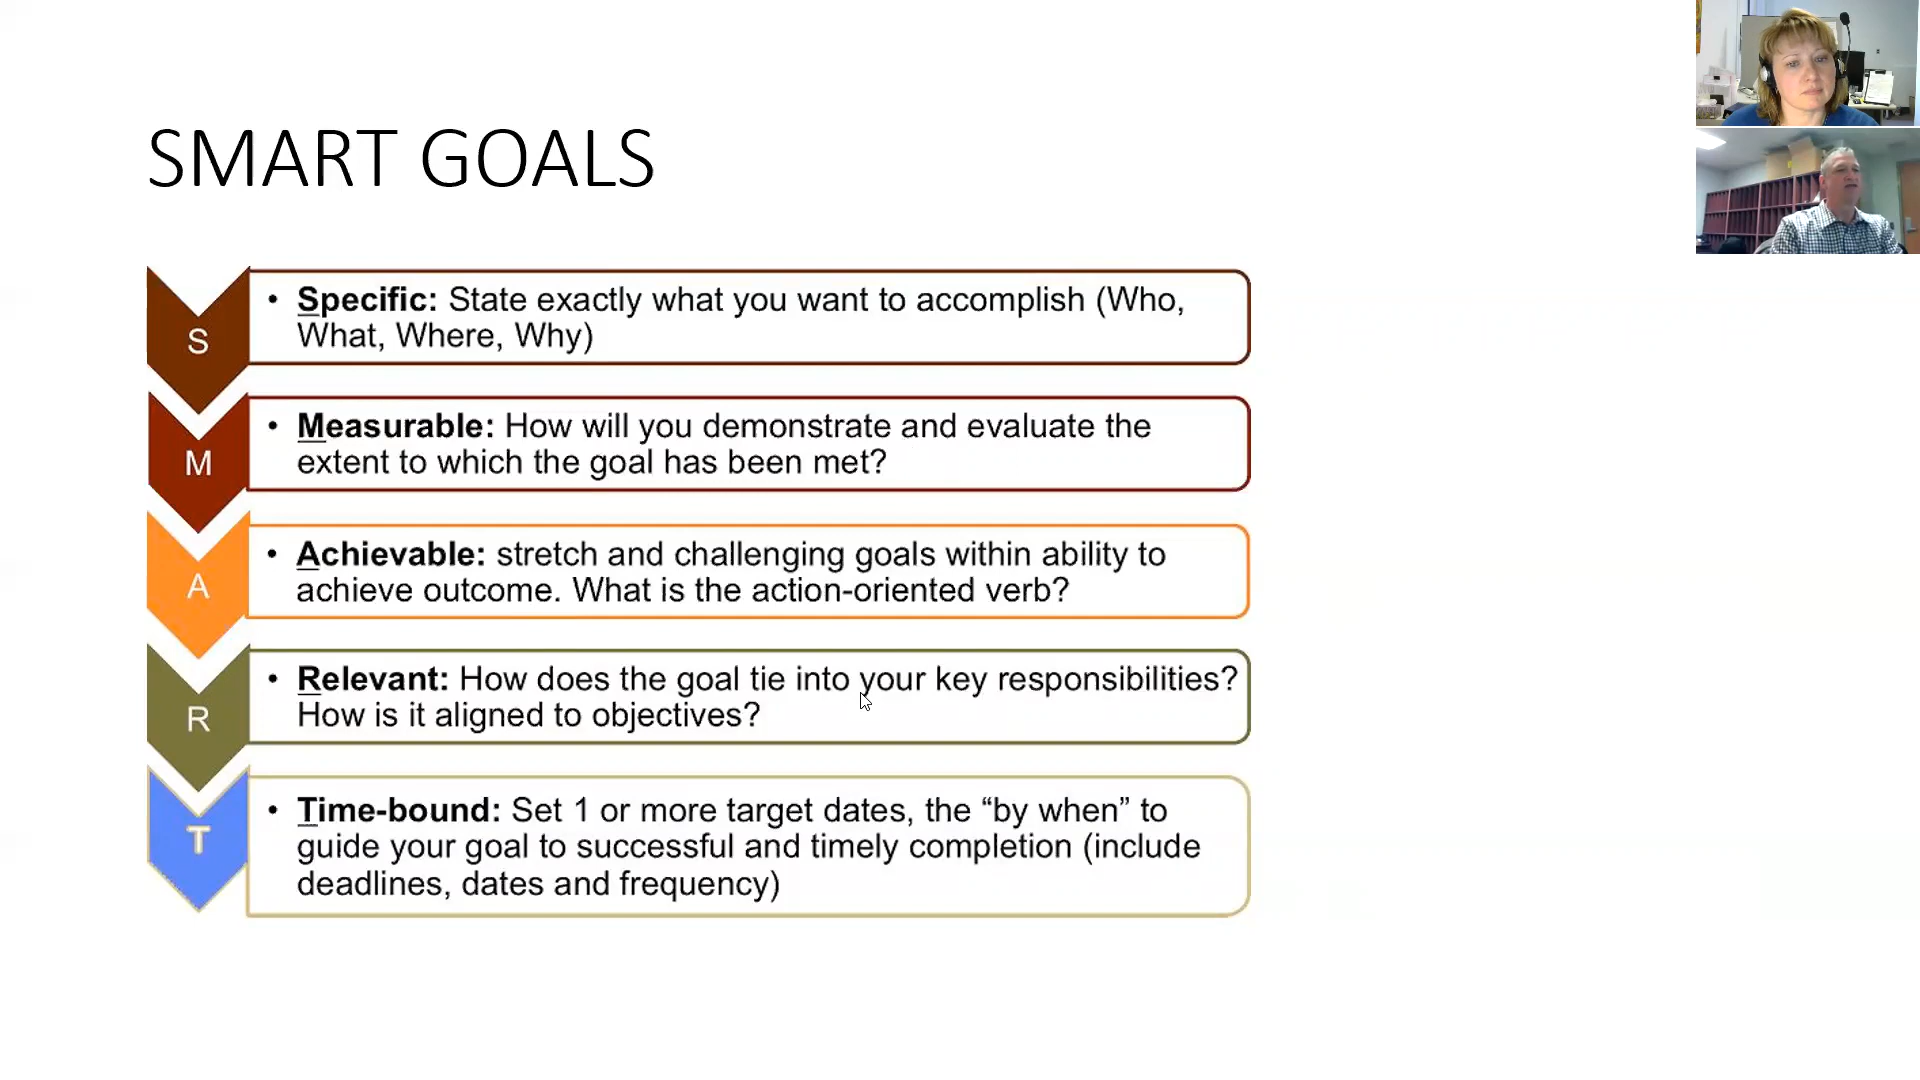 SMART GOALS
S
• Specific: State exactly what you want to accomplish (Who,
What, Where, Why)
M
• Measurable: How will you demonstrate and evaluate the
extent to which the goal has been met?
A
• Achievable: stretch and challenging goals within ability to
achieve outcome. What is the action-oriented verb?
R
• Relevant: How does the goal tie into your key responsibilities?
How is it aligned to objectives?
T
• Time-bound: Set 1 or more target dates, the “by when” to
guide your goal to successful and timely completion (include
deadlines, dates and frequency)